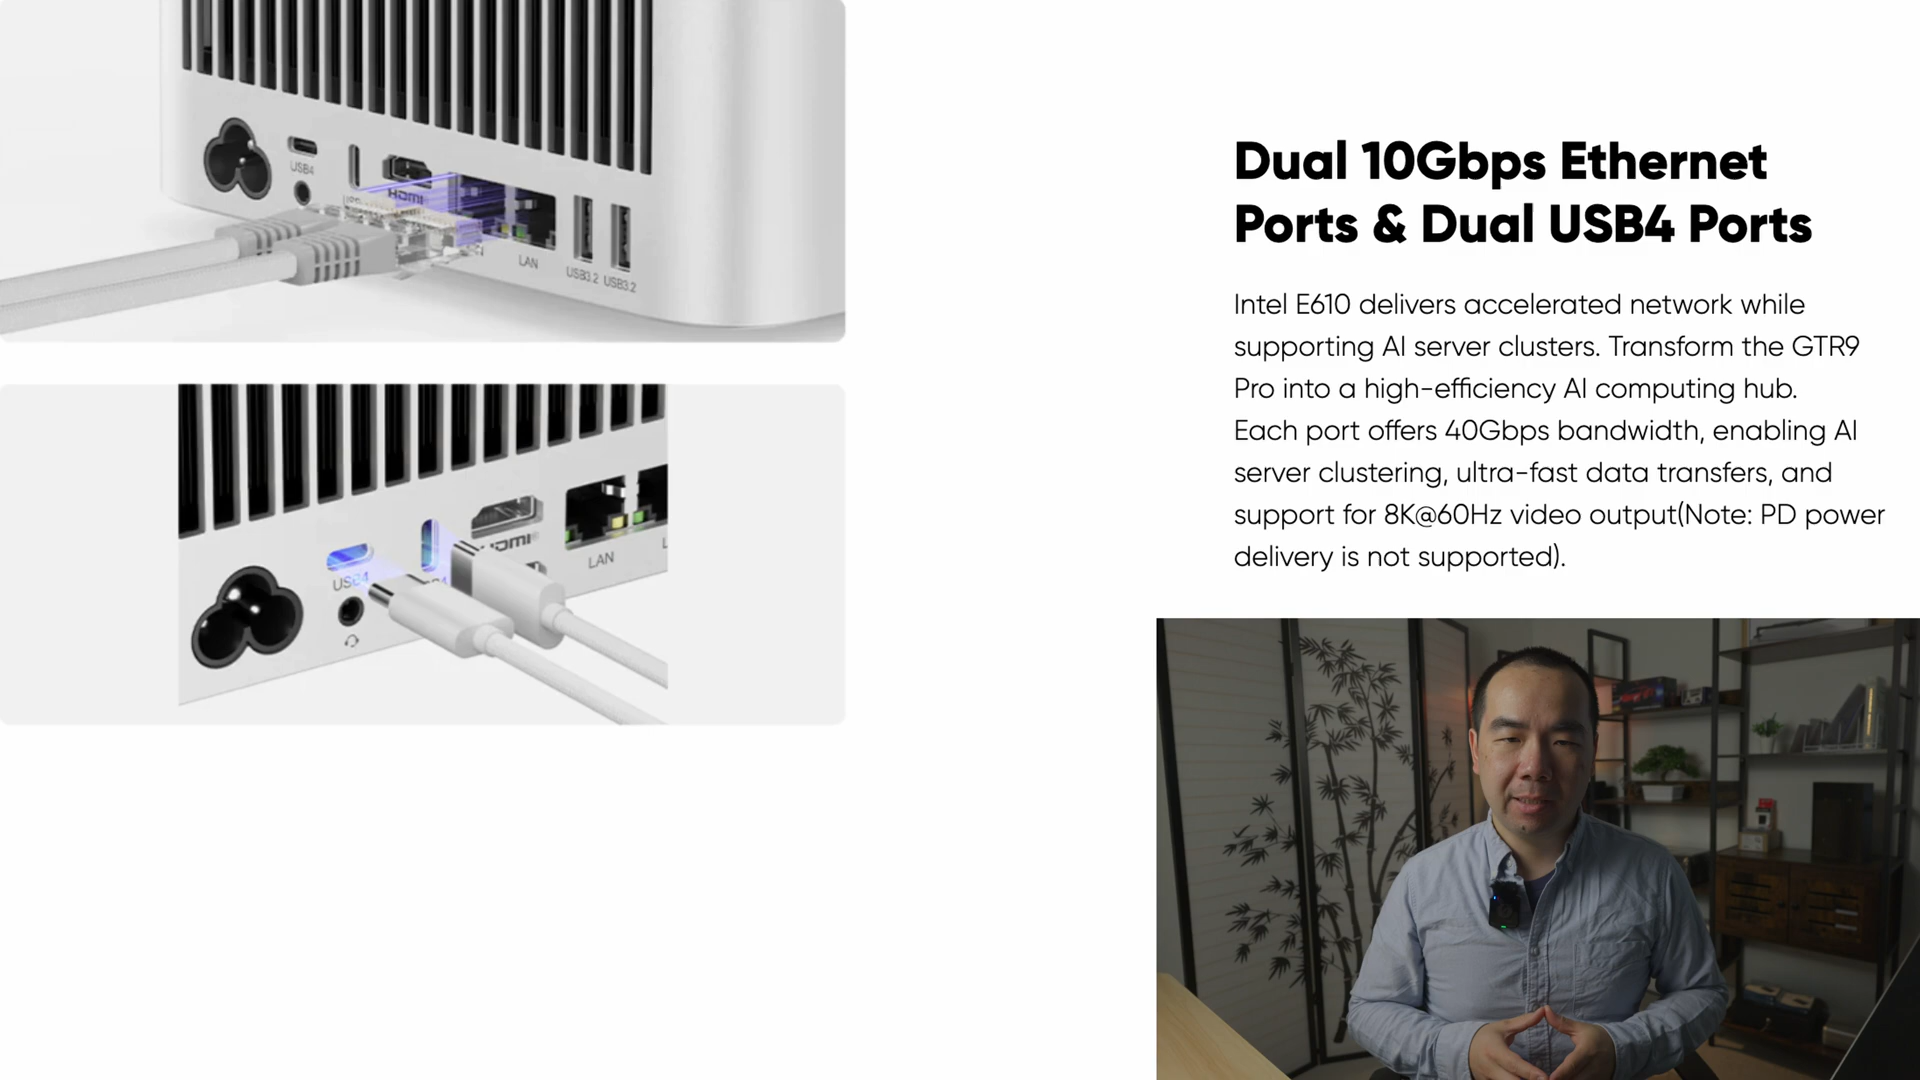 USB4
HDMI
LAN
USB3.2
USB3.2
HDMI
LAN
Dual 10Gbps Ethernet
Ports & Dual USB4 Ports
Intel E610 delivers accelerated network while
supporting AI server clusters. Transform the GTR9
Pro into a high-efficiency AI computing hub.
Each port offers 40Gbps bandwidth, enabling AI
server clustering, ultra-fast data transfers, and
support for 8K@60Hz video output(Note: PD power
delivery is not supported).